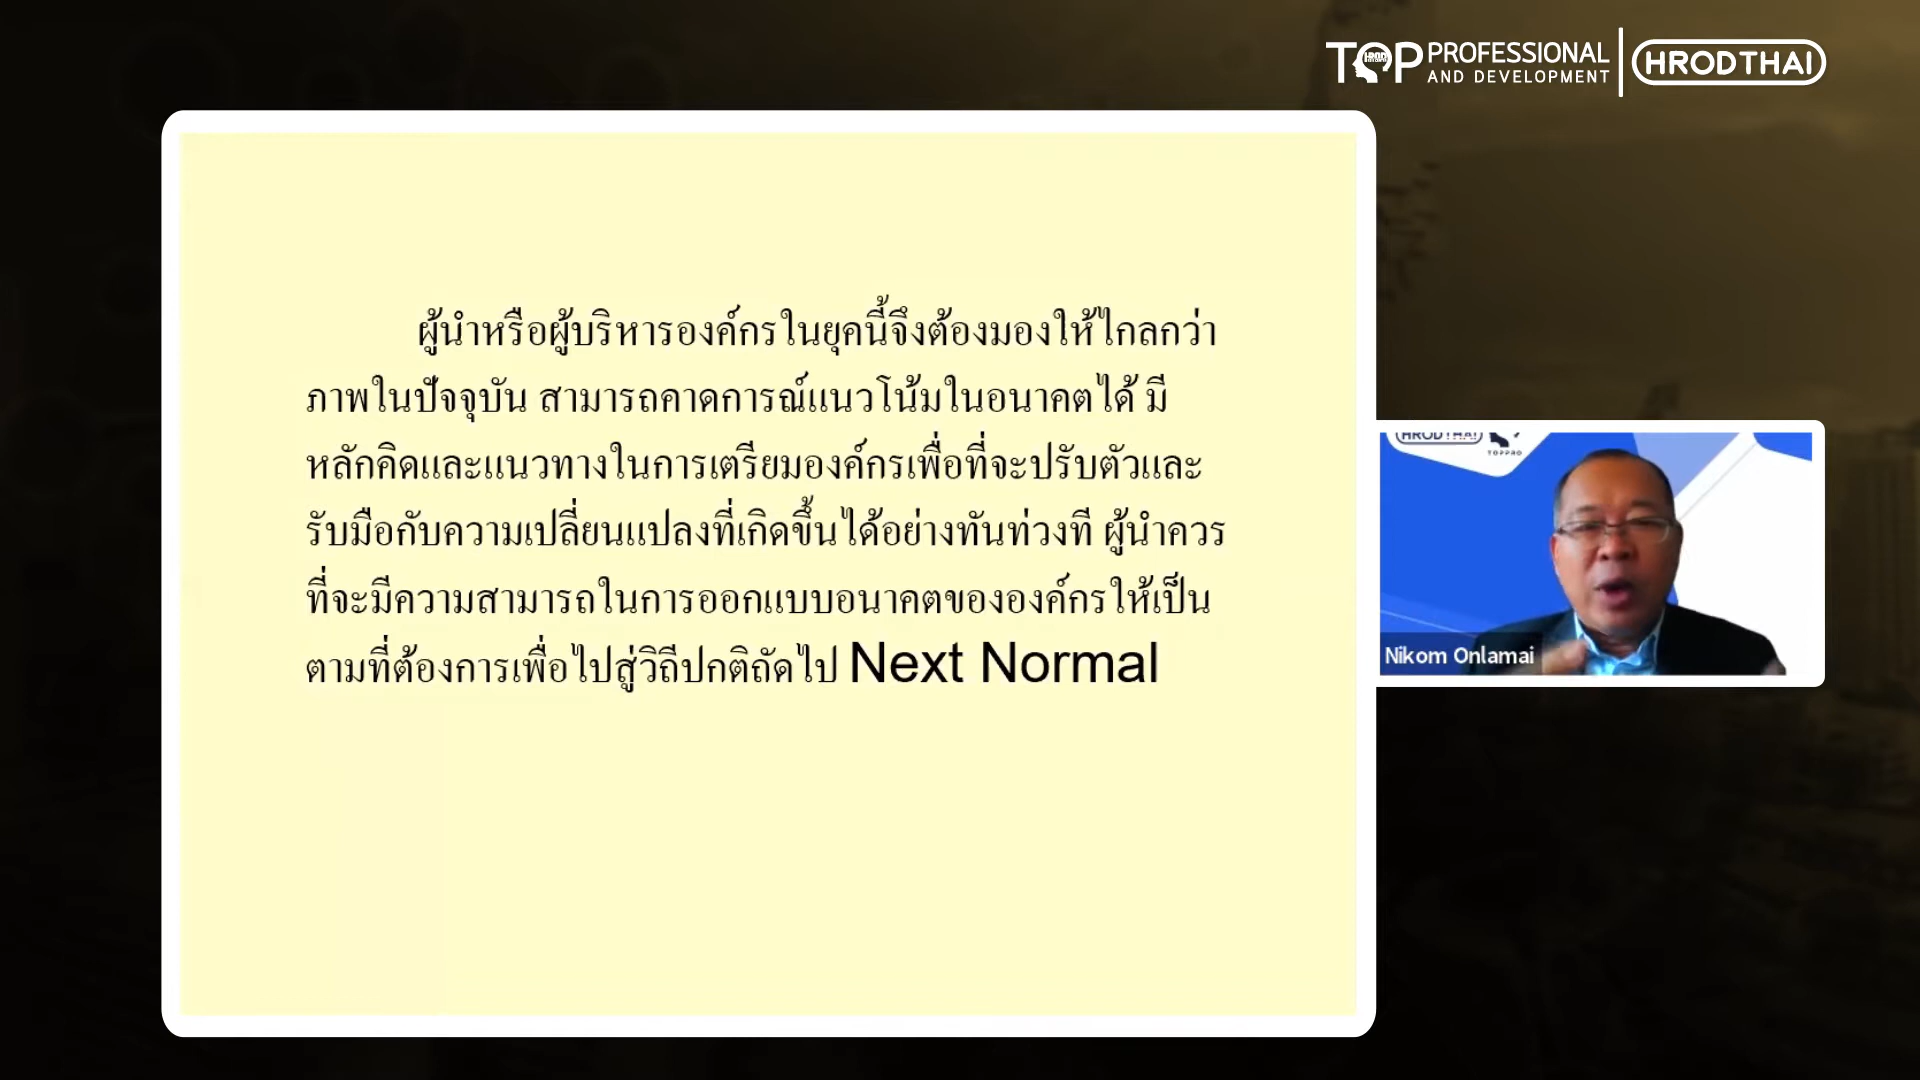 TOP PROFESSIONAL
AND DEVELOPMENT
HRODTHAI
ผู้นำหรือผู้บริหารองค์กรในยุคนี้จึงต้องมองให้ไกลกว่า
ภาพในปัจจุบัน สามารถคาดการณ์แนวโน้มในอนาคตได้ มี
หลักคิดและแนวทางในการเตรียมองค์กรเพื่อที่จะปรับตัวและ
รับมือกับความเปลี่ยนแปลงที่เกิดขึ้นได้อย่างทันท่วงที ผู้นำควร
ที่จะมีความสามารถในการออกแบบอนาคตขององค์กรให้เป็น
ตามที่ต้องการเพื่อไปสู่วิถีปกติถัดไป Next Normal
HRODTHAI
TOPPRO
Nikom Onlamai